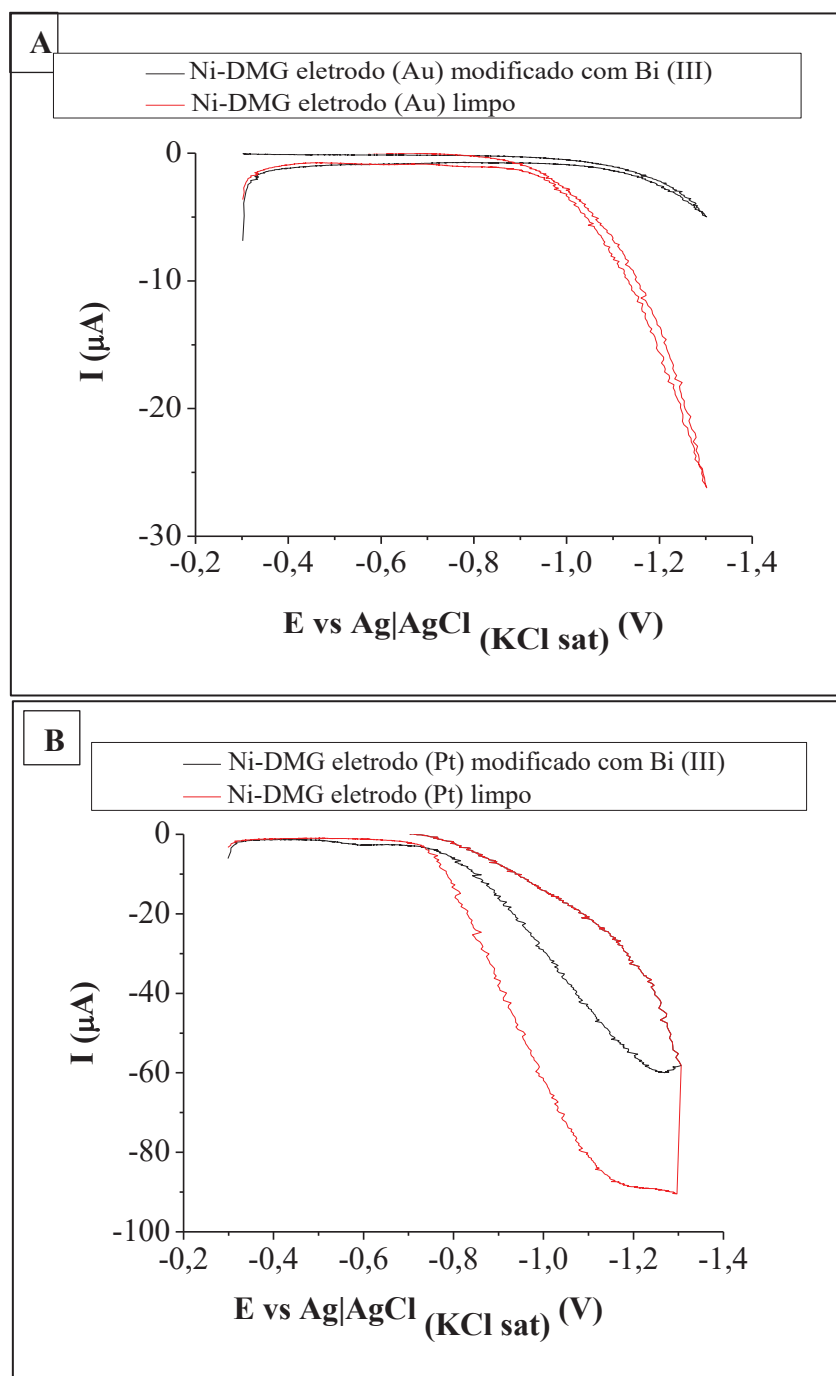 A
Ni-DMG eletrodo (Au) modificado com Bi (III)
Ni-DMG eletrodo (Au) limpo
0
-10
-20
-30
I (µA)
-0,2 -0,4 -0,6 -0,8 -1,0 -1,2 -1,4
E vs Ag|AgCl (KCl sat) (V)
B
Ni-DMG eletrodo (Pt) modificado com Bi (III)
Ni-DMG eletrodo (Pt) limpo
0
-20
-40
-60
-80
-100
I (µA)
-0,2 -0,4 -0,6 -0,8 -1,0 -1,2 -1,4
E vs Ag|AgCl (KCl sat) (V)